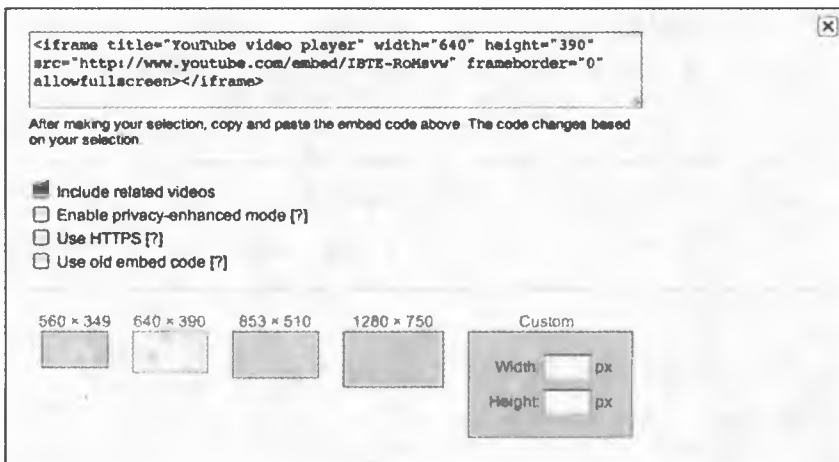 <iframe title="YouTube video player" width="640" height="390"
src="http://www.youtube.com/embed/IBTE-RoMsvw" frameborder="0"
allowfullscreen></iframe>
After making your selection, copy and paste the embed code above. The code changes based
on your selection.
Include related videos
Enable privacy-enhanced mode [?]
Use HTTPS [?]
Use old embed code [?]
560 × 349 640 × 390 853 × 510 1280 × 750 Custom
Width: px
Height: px